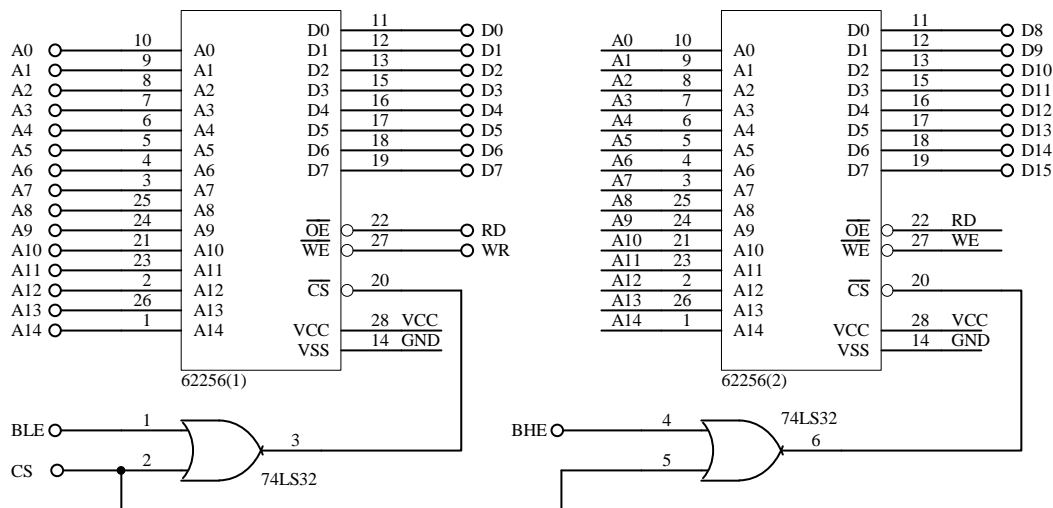 11 D0 D0
A0 10 A0 D1 12 D1
A1 9 A1 D2 13 D2
A2 8 A2 D3 15 D3
A3 7 A3 D4 16 D4
A4 6 A4 D5 17 D5
A5 5 A5 D6 18 D6
A6 4 A6 D7 19 D7
A7 3 A7
A8 25 A8
A9 24 A9 OE 22 RD
A10 21 A10 WE 27 WR
A11 23 A11
A12 2 A12 CS 20
A13 26 A13
A14 1 A14 VCC 28 VCC
VSS 14 GND
62256(1)
BLE 1
3
CS 2
74LS32
D0 11 D8
A0 10 A0 D1 12 D9
A1 9 A1 D2 13 D10
A2 8 A2 D3 15 D11
A3 7 A3 D4 16 D12
A4 6 A4 D5 17 D13
A5 5 A5 D6 18 D14
A6 4 A6 D7 19 D15
A7 3 A7
A8 25 A8
A9 24 A9 OE 22 RD
A10 21 A10 WE 27 WE
A11 23 A11
A12 2 A12 CS 20
A13 26 A13
A14 1 A14 VCC 28 VCC
VSS 14 GND
62256(2)
74LS32
BHE 4
6
5